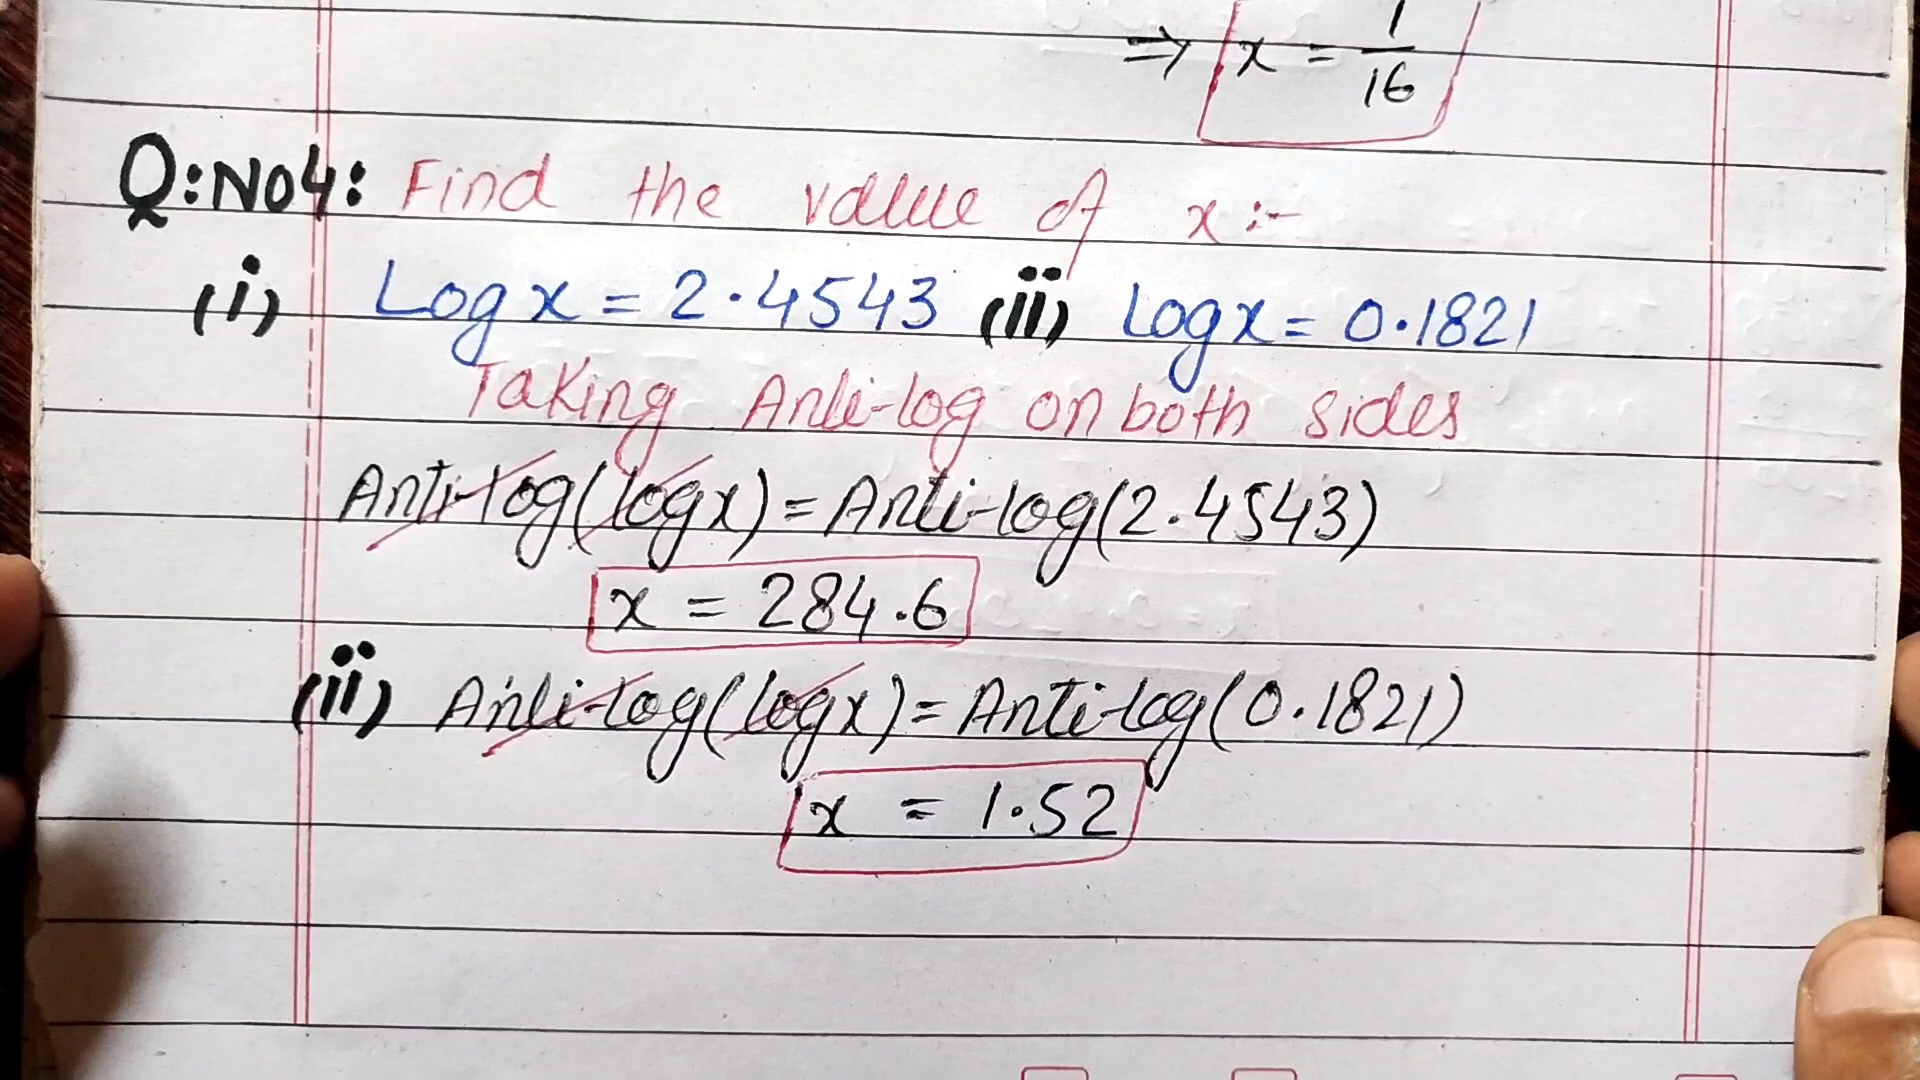 ⇒ x = 1/16
Q:No4: Find the value of x :-
(i) Log x = 2.4543 (ii) Log x = 0.1821
Taking Anti-log on both sides
Anti-log(log x) = Anti-log(2.4543)
x = 284.6
(ii) Anti-log(log x) = Anti-log(0.1821)
x = 1.52